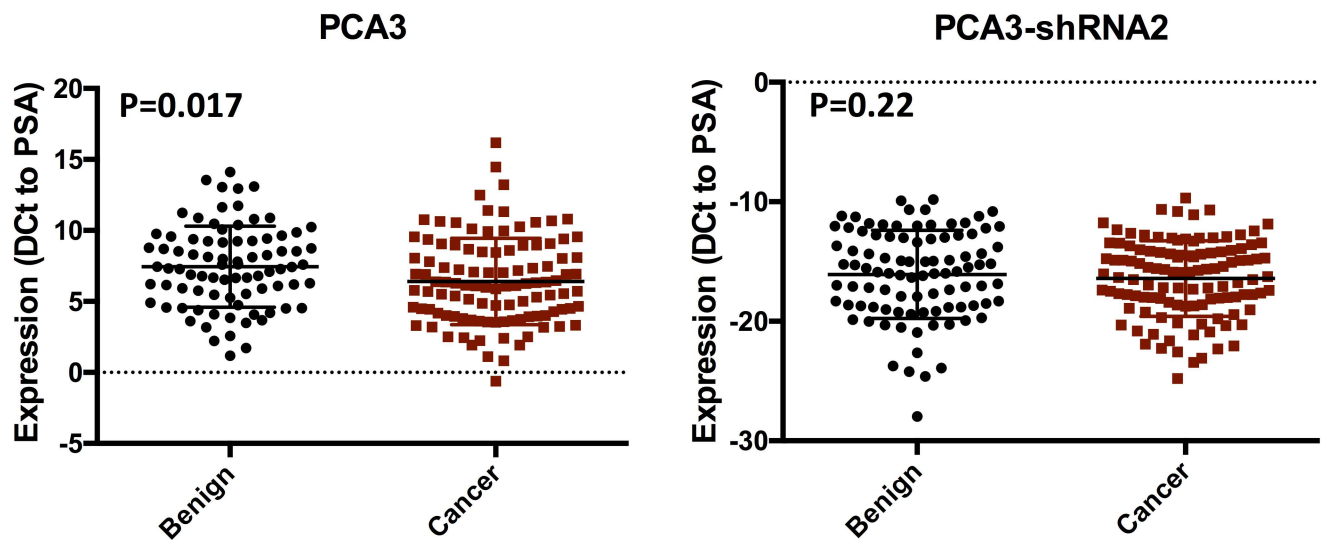 PCA3
P=0.017
Expression (DCt to PSA)
20
15
10
5
0
-5
Benign
Cancer
PCA3-shRNA2
P=0.22
Expression (DCt to PSA)
0
-10
-20
-30
Benign
Cancer